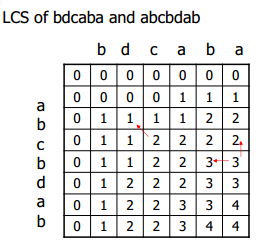 LCS of bdcaba and abcbdab
b d c a b a
0 0 0 0 0 0 0
a 0 0 0 0 1 1 1
b 0 1 1 1 1 2 2
c 0 1 1 2 2 2 2
b 0 1 1 2 2 3 3
d 0 1 2 2 2 3 3
a 0 1 2 2 3 3 4
b 0 1 2 2 3 4 4